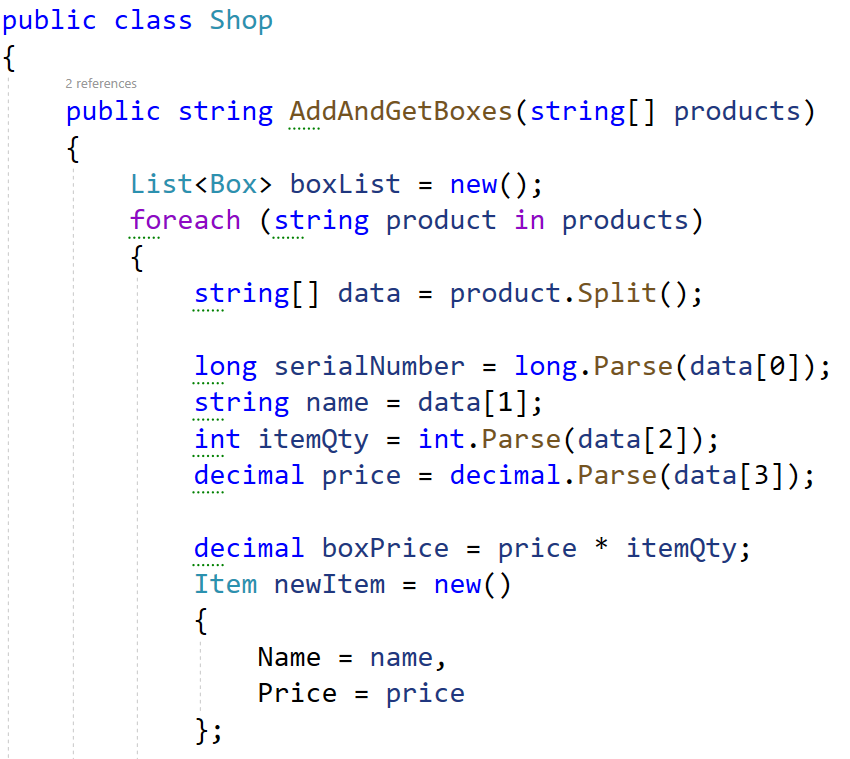 public class Shop
{
2 references
public string AddAndGetBoxes(string[] products)
{
List<Box> boxList = new();
foreach (string product in products)
{
string[] data = product.Split();
long serialNumber = long.Parse(data[0]);
string name = data[1];
int itemQty = int.Parse(data[2]);
decimal price = decimal.Parse(data[3]);
decimal boxPrice = price * itemQty;
Item newItem = new()
{
Name = name,
Price = price
};